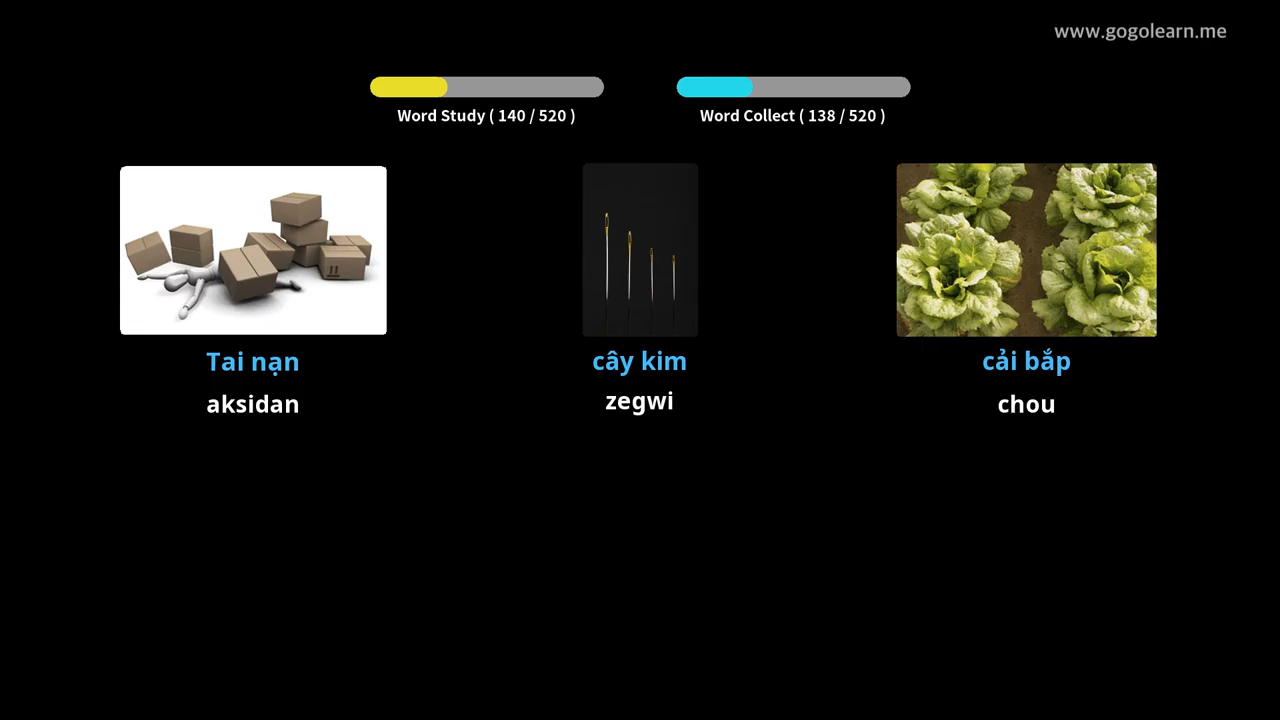 www.gogolearn.me
Word Study ( 140 / 520 )
Word Collect ( 138 / 520 )
Tai nạn
aksidan
cây kim
zegwi
cải bắp
chou